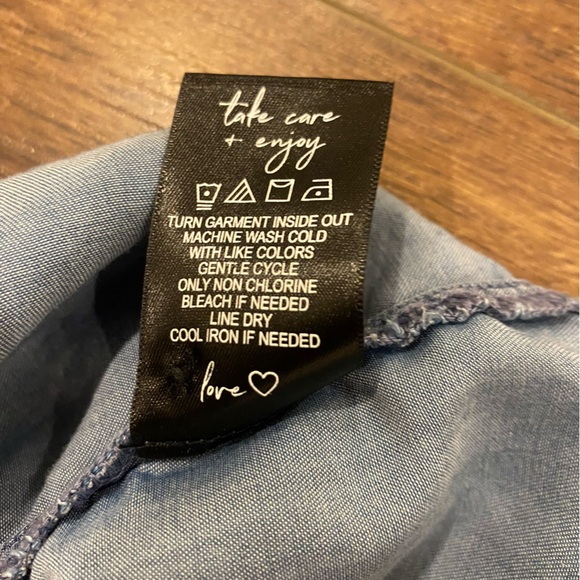 take care
+ enjoy
TURN GARMENT INSIDE OUT
MACHINE WASH COLD
WITH LIKE COLORS
GENTLE CYCLE
ONLY NON CHLORINE
BLEACH IF NEEDED
LINE DRY
COOL IRON IF NEEDED
love♡